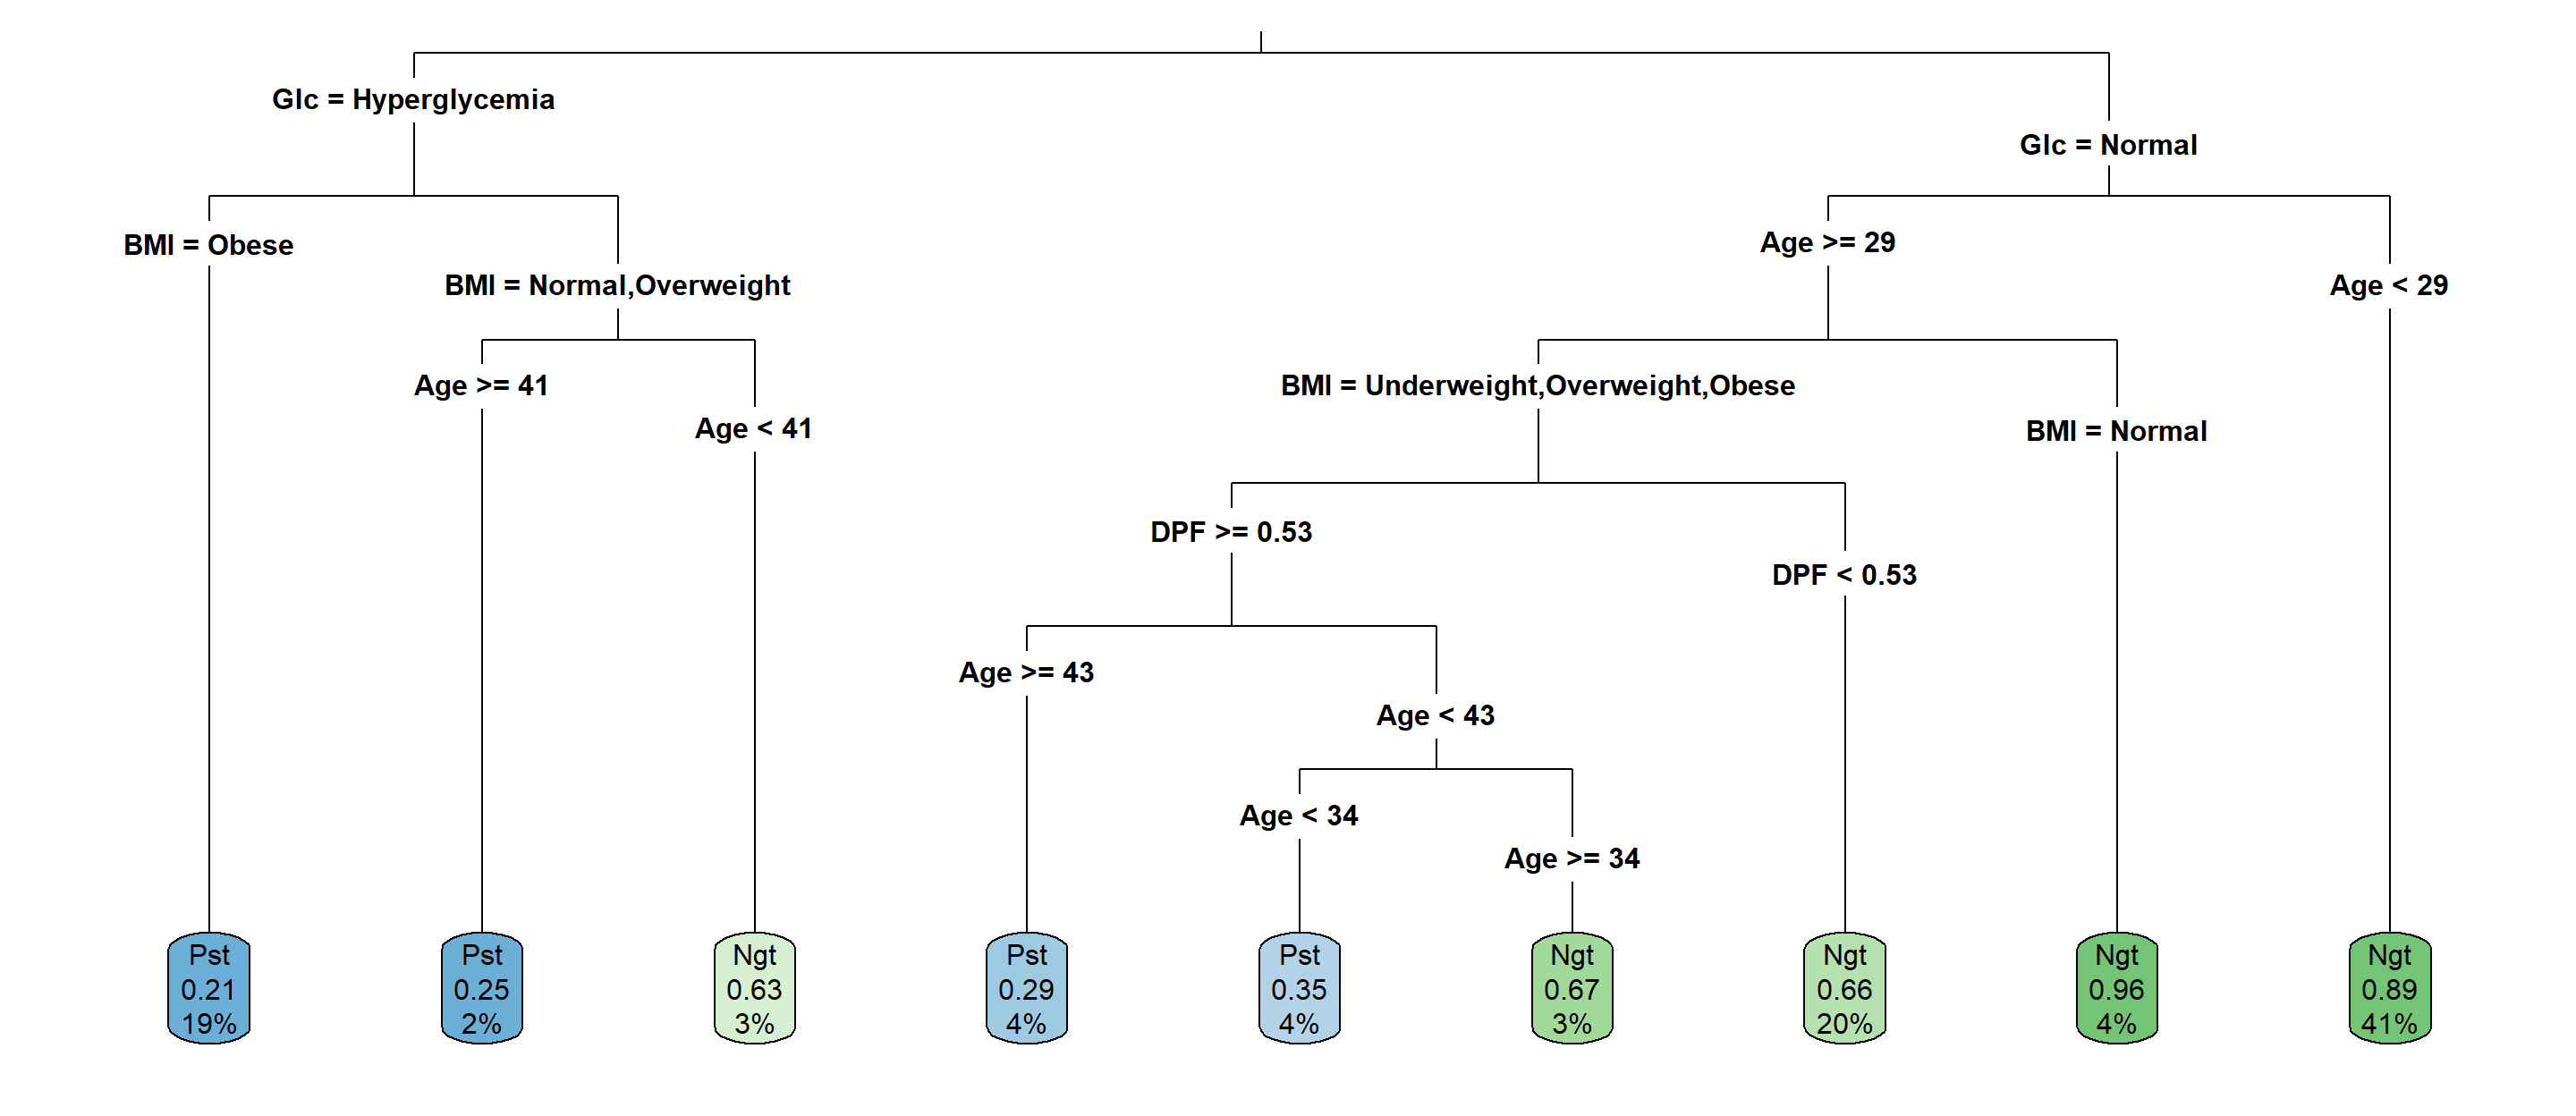 Glc = Hyperglycemia
Glc = Normal
BMI = Obese
BMI = Normal,Overweight
Age >= 29
Age < 29
Age >= 41
Age < 41
BMI = Underweight,Overweight,Obese
BMI = Normal
DPF >= 0.53
DPF < 0.53
Age >= 43
Age < 43
Age < 34
Age >= 34
Pst
0.21
19%
Pst
0.25
2%
Ngt
0.63
3%
Pst
0.29
4%
Pst
0.35
4%
Ngt
0.67
3%
Ngt
0.66
20%
Ngt
0.96
4%
Ngt
0.89
41%